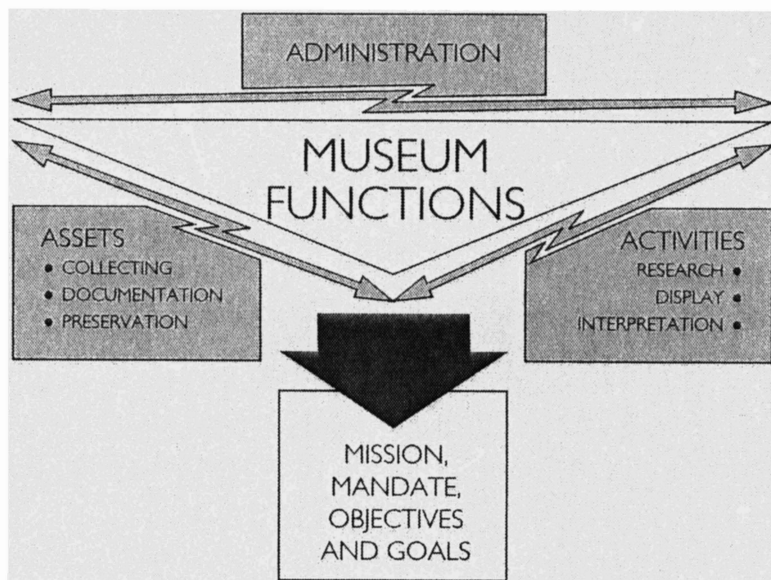 ADMINISTRATION
MUSEUM
FUNCTIONS
ASSETS
• COLLECTING
• DOCUMENTATION
• PRESERVATION
ACTIVITIES
RESEARCH •
DISPLAY •
INTERPRETATION •
MISSION,
MANDATE,
OBJECTIVES
AND GOALS